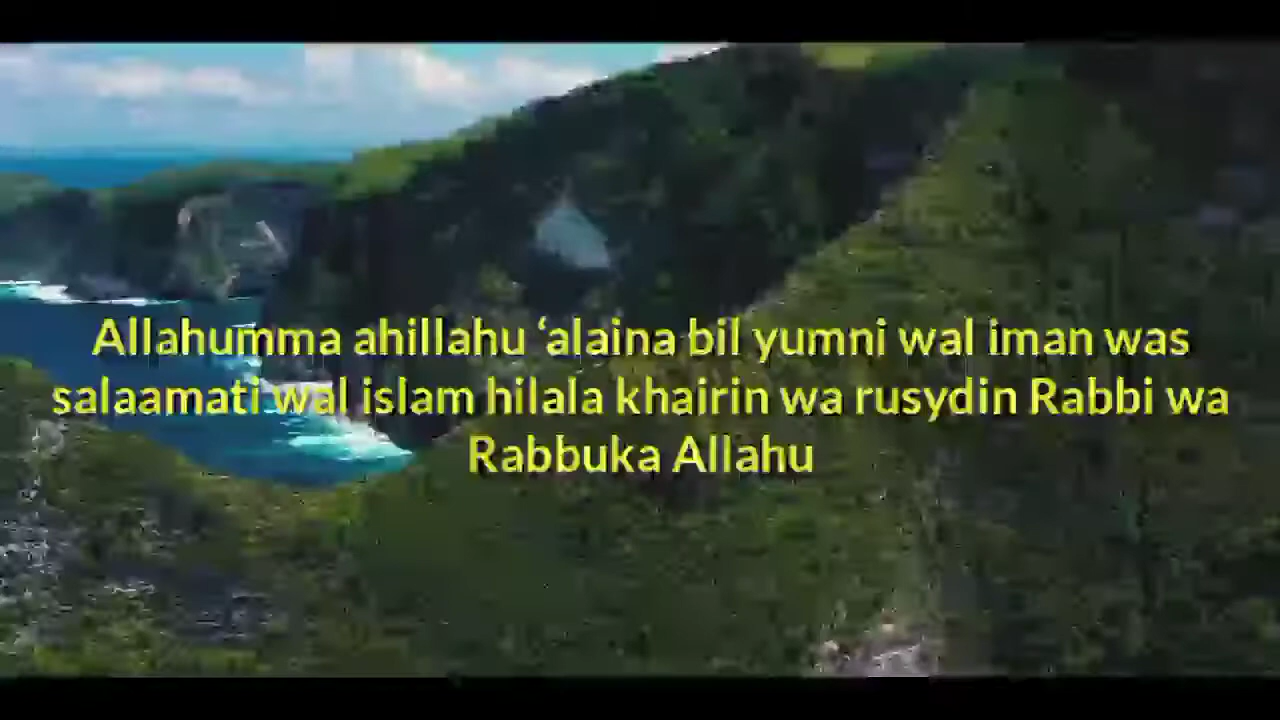 Allahumma ahillahu ‘alaina bil yumni wal iman was
salaamati wal islam hilala khairin wa rusydin Rabbi wa
Rabbuka Allahu